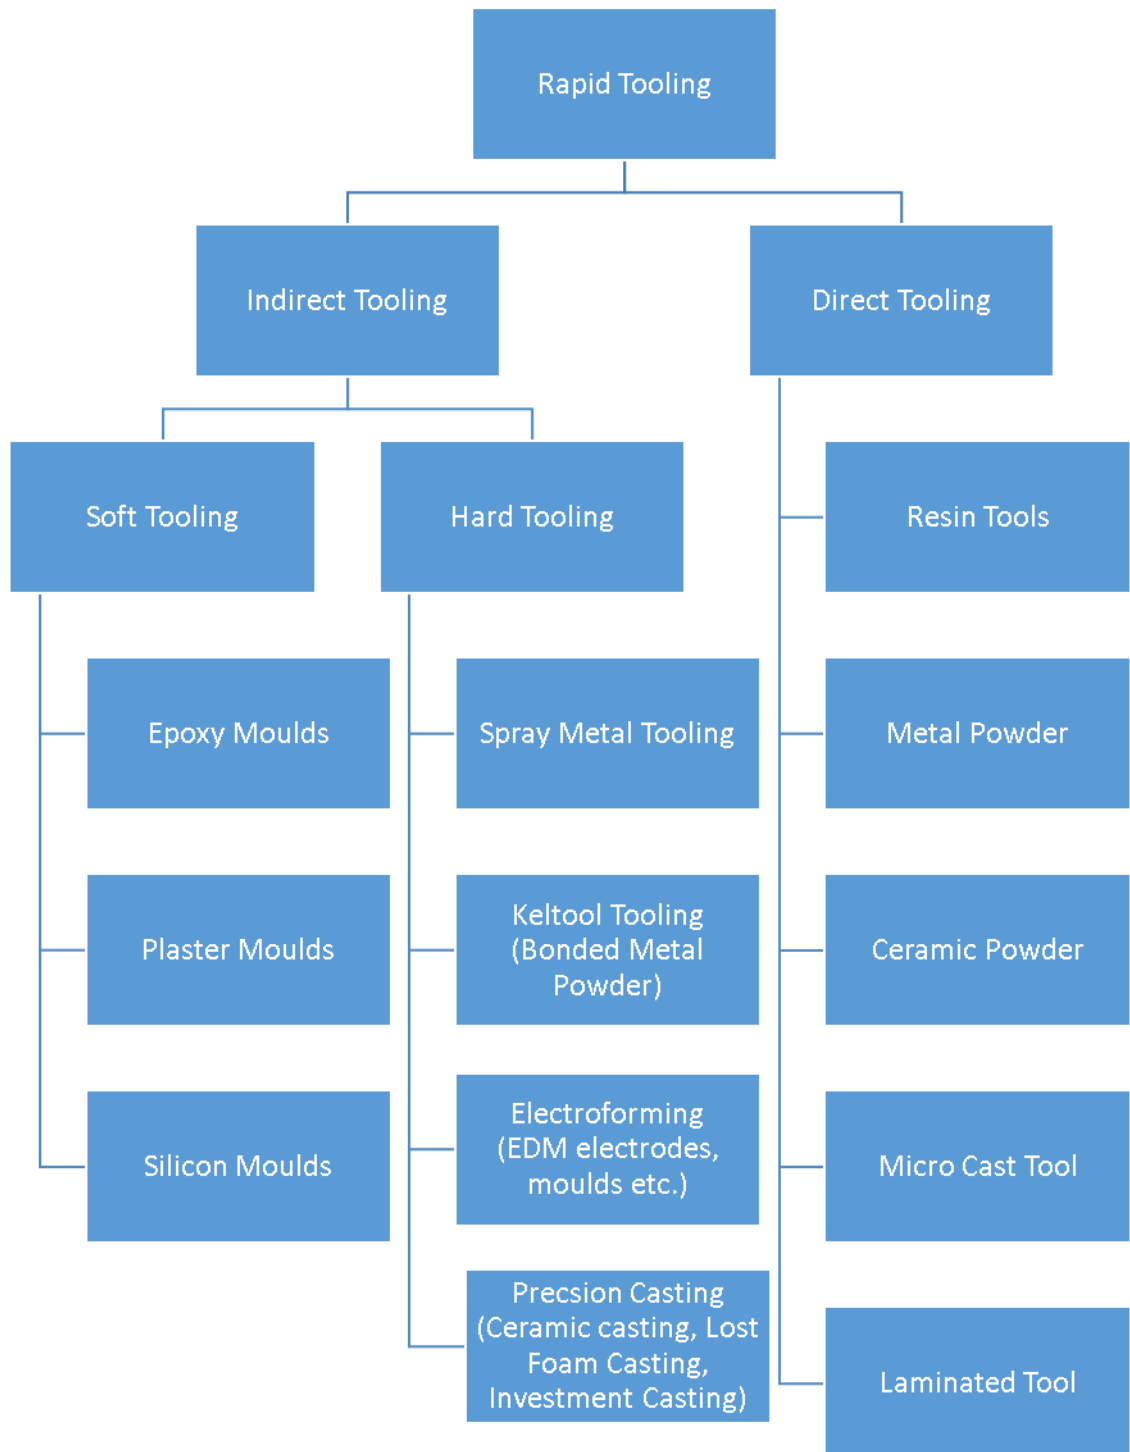 Rapid Tooling
Indirect Tooling
Direct Tooling
Soft Tooling
Hard Tooling
Resin Tools
Epoxy Moulds
Spray Metal Tooling
Metal Powder
Plaster Moulds
Keltool Tooling
(Bonded Metal
Powder)
Ceramic Powder
Silicon Moulds
Electroforming
(EDM electrodes,
moulds etc.)
Micro Cast Tool
Precsion Casting
(Ceramic casting, Lost
Foam Casting,
Investment Casting)
Laminated Tool